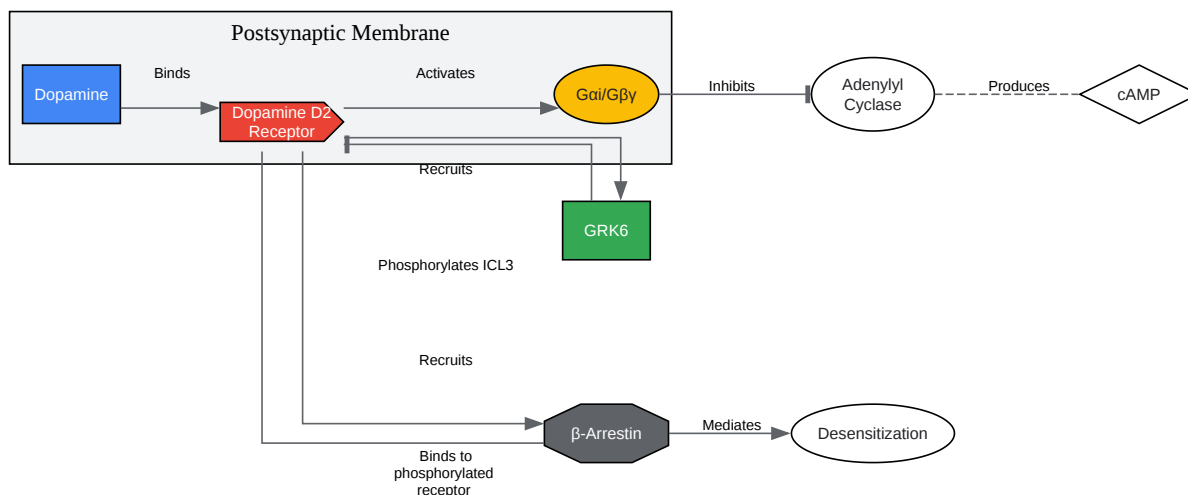 Postsynaptic Membrane
Dopamine
Binds
Dopamine D2
Receptor
Activates
Gαi/Gβγ
Inhibits
Adenylyl
Cyclase
Produces
cAMP
Recruits
GRK6
Phosphorylates ICL3
Recruits
β-Arrestin
Mediates
Desensitization
Binds to
phosphorylated
receptor